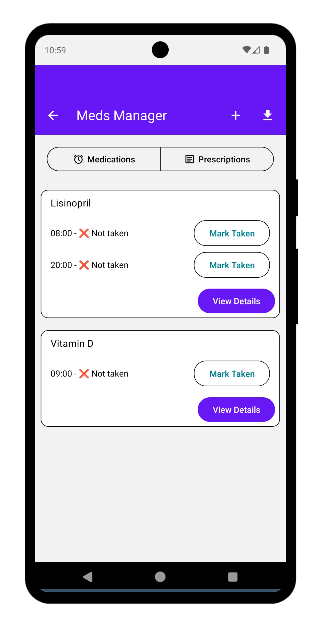 10:59
Meds Manager
Medications
Prescriptions
Lisinopril
08:00 - ❌ Not taken
Mark Taken
20:00 - ❌ Not taken
Mark Taken
View Details
Vitamin D
09:00 - ❌ Not taken
Mark Taken
View Details